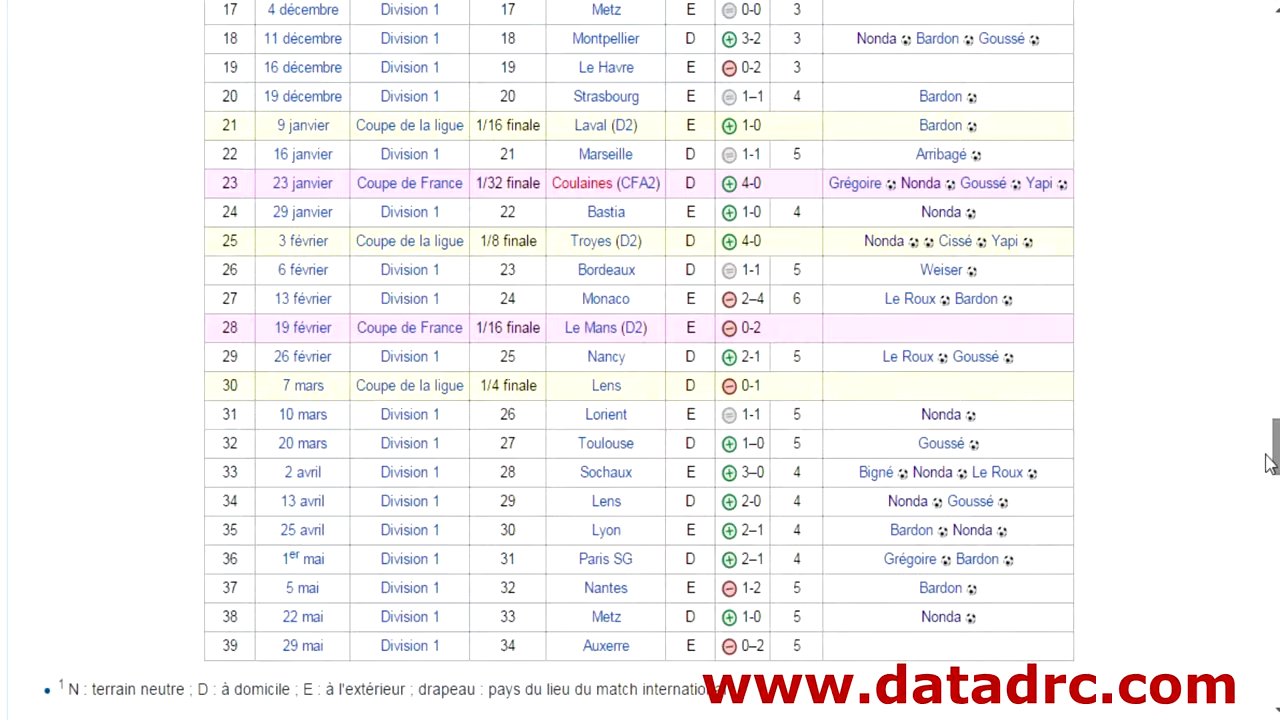 17 4 décembre Division 1 17 Metz E 0-0 3
18 11 décembre Division 1 18 Montpellier D 3-2 3 Nonda Bardon Goussé
19 16 décembre Division 1 19 Le Havre E 0-2 3
20 19 décembre Division 1 20 Strasbourg E 1–1 4 Bardon
21 9 janvier Coupe de la ligue 1/16 finale Laval (D2) E 1-0 Bardon
22 16 janvier Division 1 21 Marseille D 1-1 5 Arribagé
23 23 janvier Coupe de France 1/32 finale Coulaines (CFA2) D 4-0 Grégoire Nonda Goussé Yapi
24 29 janvier Division 1 22 Bastia E 1-0 4 Nonda
25 3 février Coupe de la ligue 1/8 finale Troyes (D2) D 4-0 Nonda Cissé Yapi
26 6 février Division 1 23 Bordeaux D 1-1 5 Weiser
27 13 février Division 1 24 Monaco E 2–4 6 Le Roux Bardon
28 19 février Coupe de France 1/16 finale Le Mans (D2) E 0-2
29 26 février Division 1 25 Nancy D 2-1 5 Le Roux Goussé
30 7 mars Coupe de la ligue 1/4 finale Lens D 0-1
31 10 mars Division 1 26 Lorient E 1-1 5 Nonda
32 20 mars Division 1 27 Toulouse D 1–0 5 Goussé
33 2 avril Division 1 28 Sochaux E 3–0 4 Bigné Nonda Le Roux
34 13 avril Division 1 29 Lens D 2-0 4 Nonda Goussé
35 25 avril Division 1 30 Lyon E 2–1 4 Bardon Nonda
36 1er mai Division 1 31 Paris SG D 2–1 4 Grégoire Bardon
37 5 mai Division 1 32 Nantes E 1-2 5 Bardon
38 22 mai Division 1 33 Metz D 1-0 5 Nonda
39 29 mai Division 1 34 Auxerre E 0–2 5
1 N : terrain neutre ; D : à domicile ; E : à l'extérieur ; drapeau : pays du lieu du match
www.datadrc.com